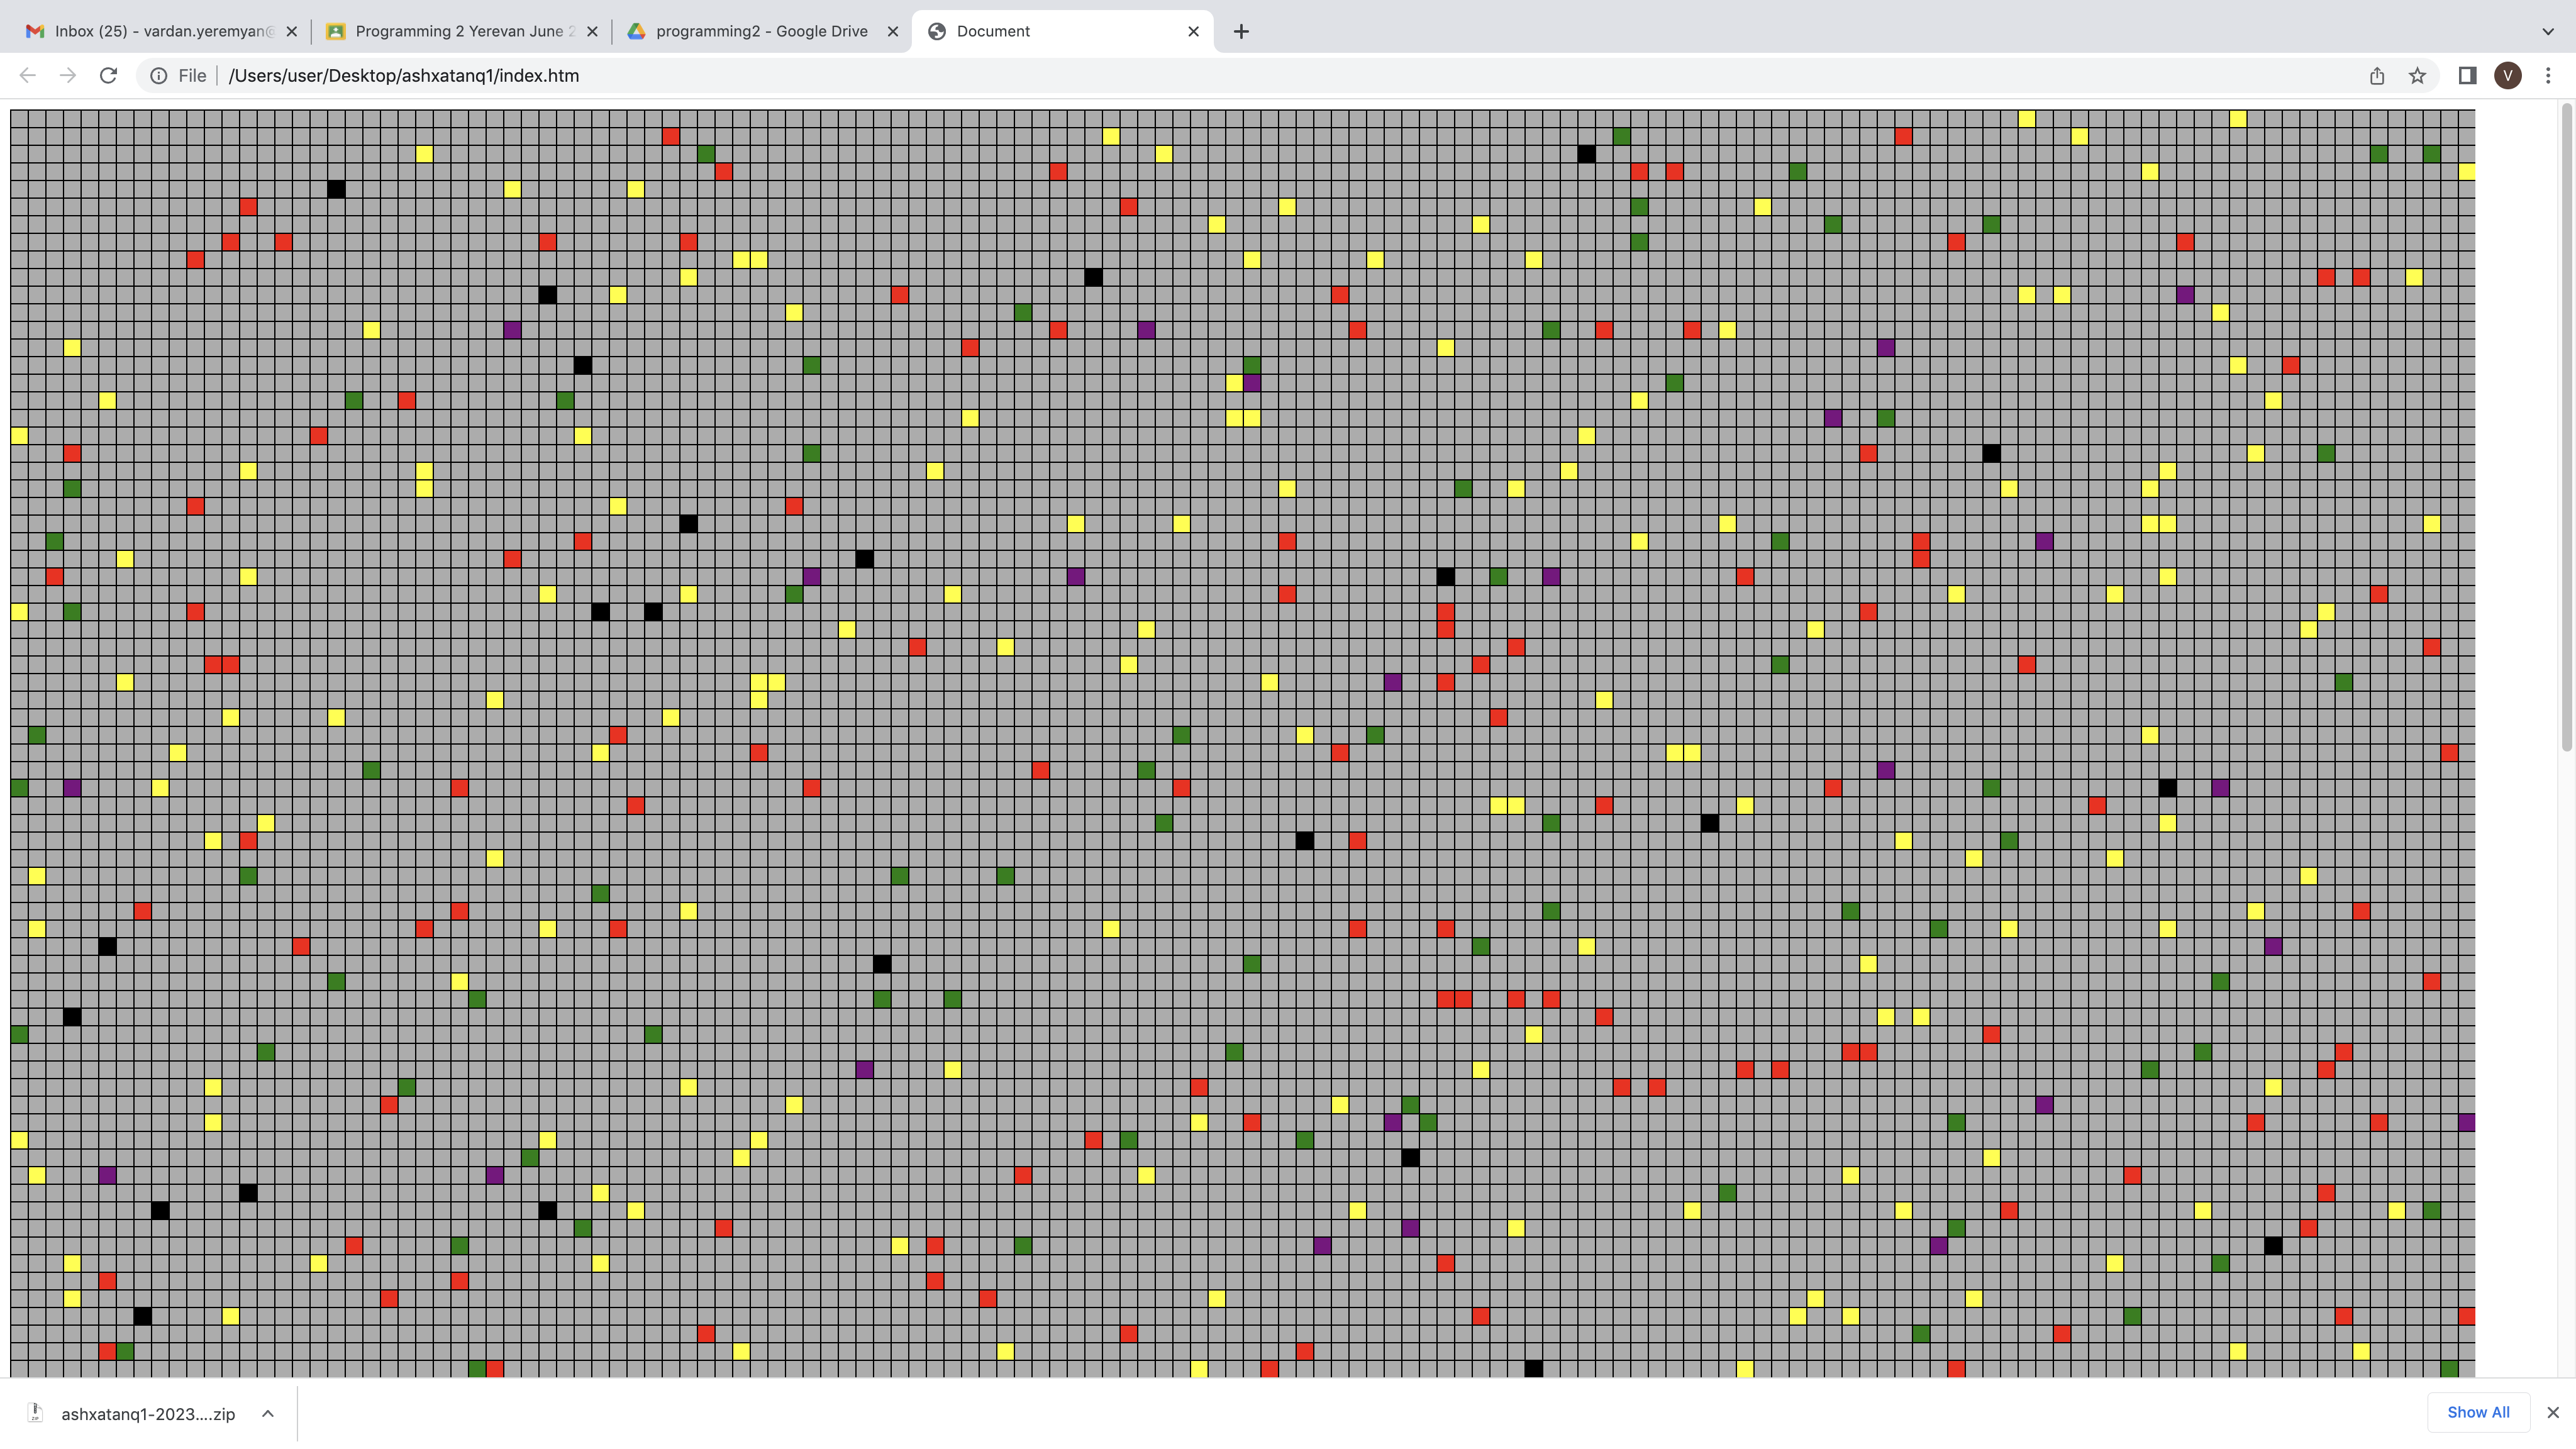 Inbox (25) - vardan.yeremyan@
Programming 2 Yerevan June 2
programming2 - Google Drive
Document
File
/Users/user/Desktop/ashxatanq1/index.htm
V
ZIP
ashxatanq1-2023....zip
Show All